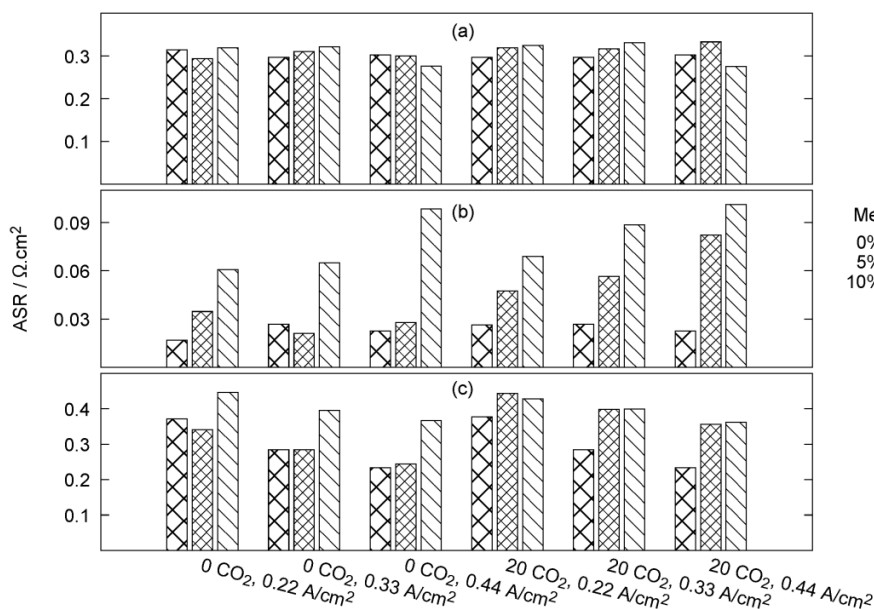 (a)
0.3
0.2
0.1
(b)
0.09
0.06
0.03
ASR / Ω.cm²
(c)
0.4
0.3
0.2
0.1
0%
5%
10%
0 CO₂, 0.22 A/cm²
0 CO₂, 0.33 A/cm²
0 CO₂, 0.44 A/cm²
20 CO₂, 0.22 A/cm²
20 CO₂, 0.33 A/cm²
20 CO₂, 0.44 A/cm²